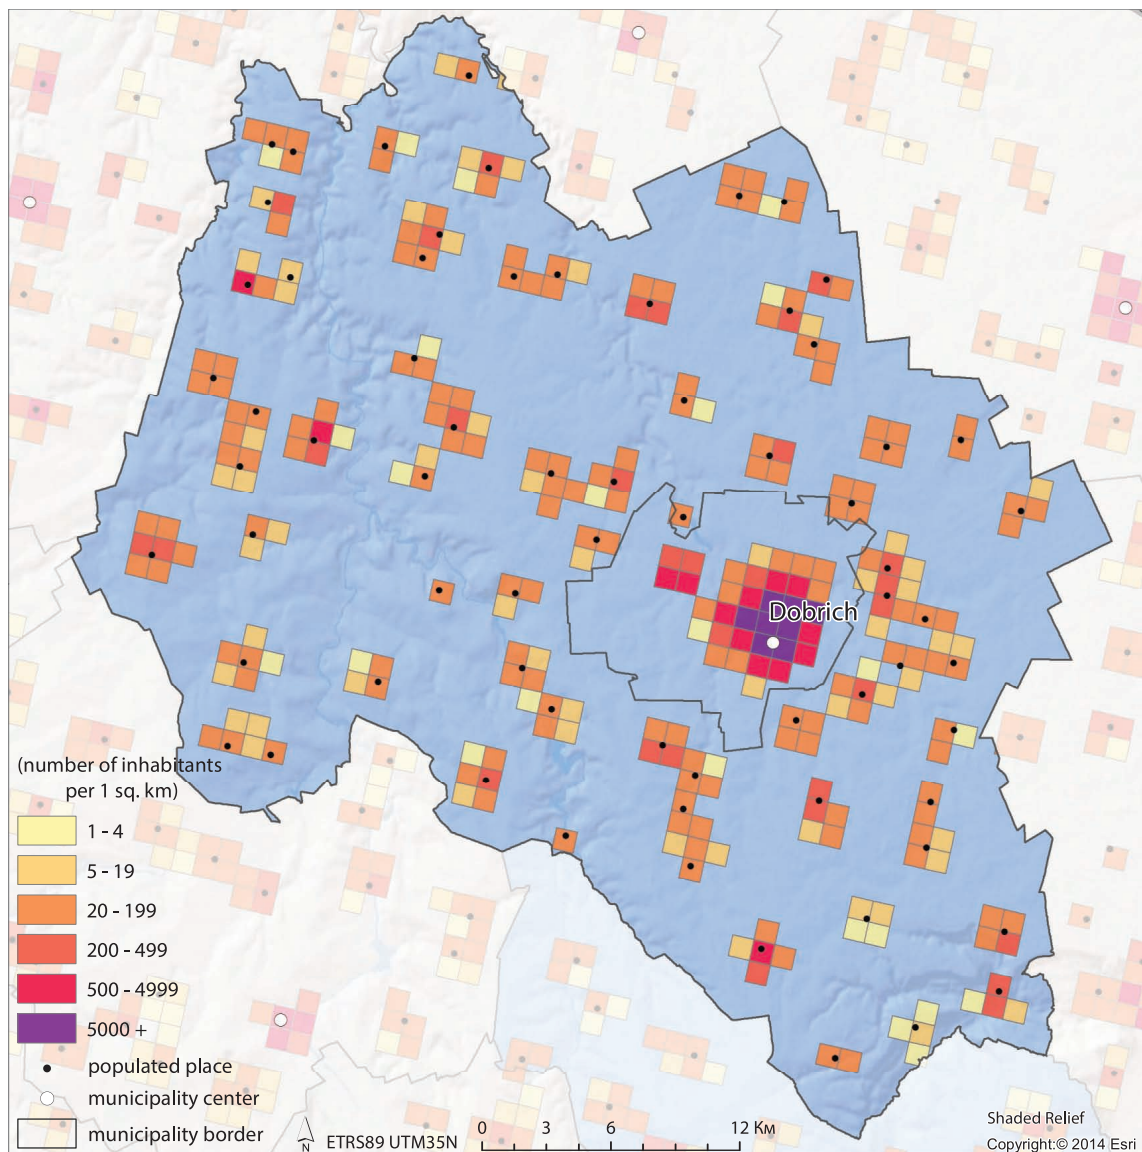 Dobrich
(number of inhabitants
per 1 sq. km)
1 - 4
5 - 19
20 - 199
200 - 499
500 - 4999
5000 +
populated place
municipality center
municipality border
N
ETRS89 UTM35N
0 3 6 12 Км
Shaded Relief
Copyright:© 2014 Esri